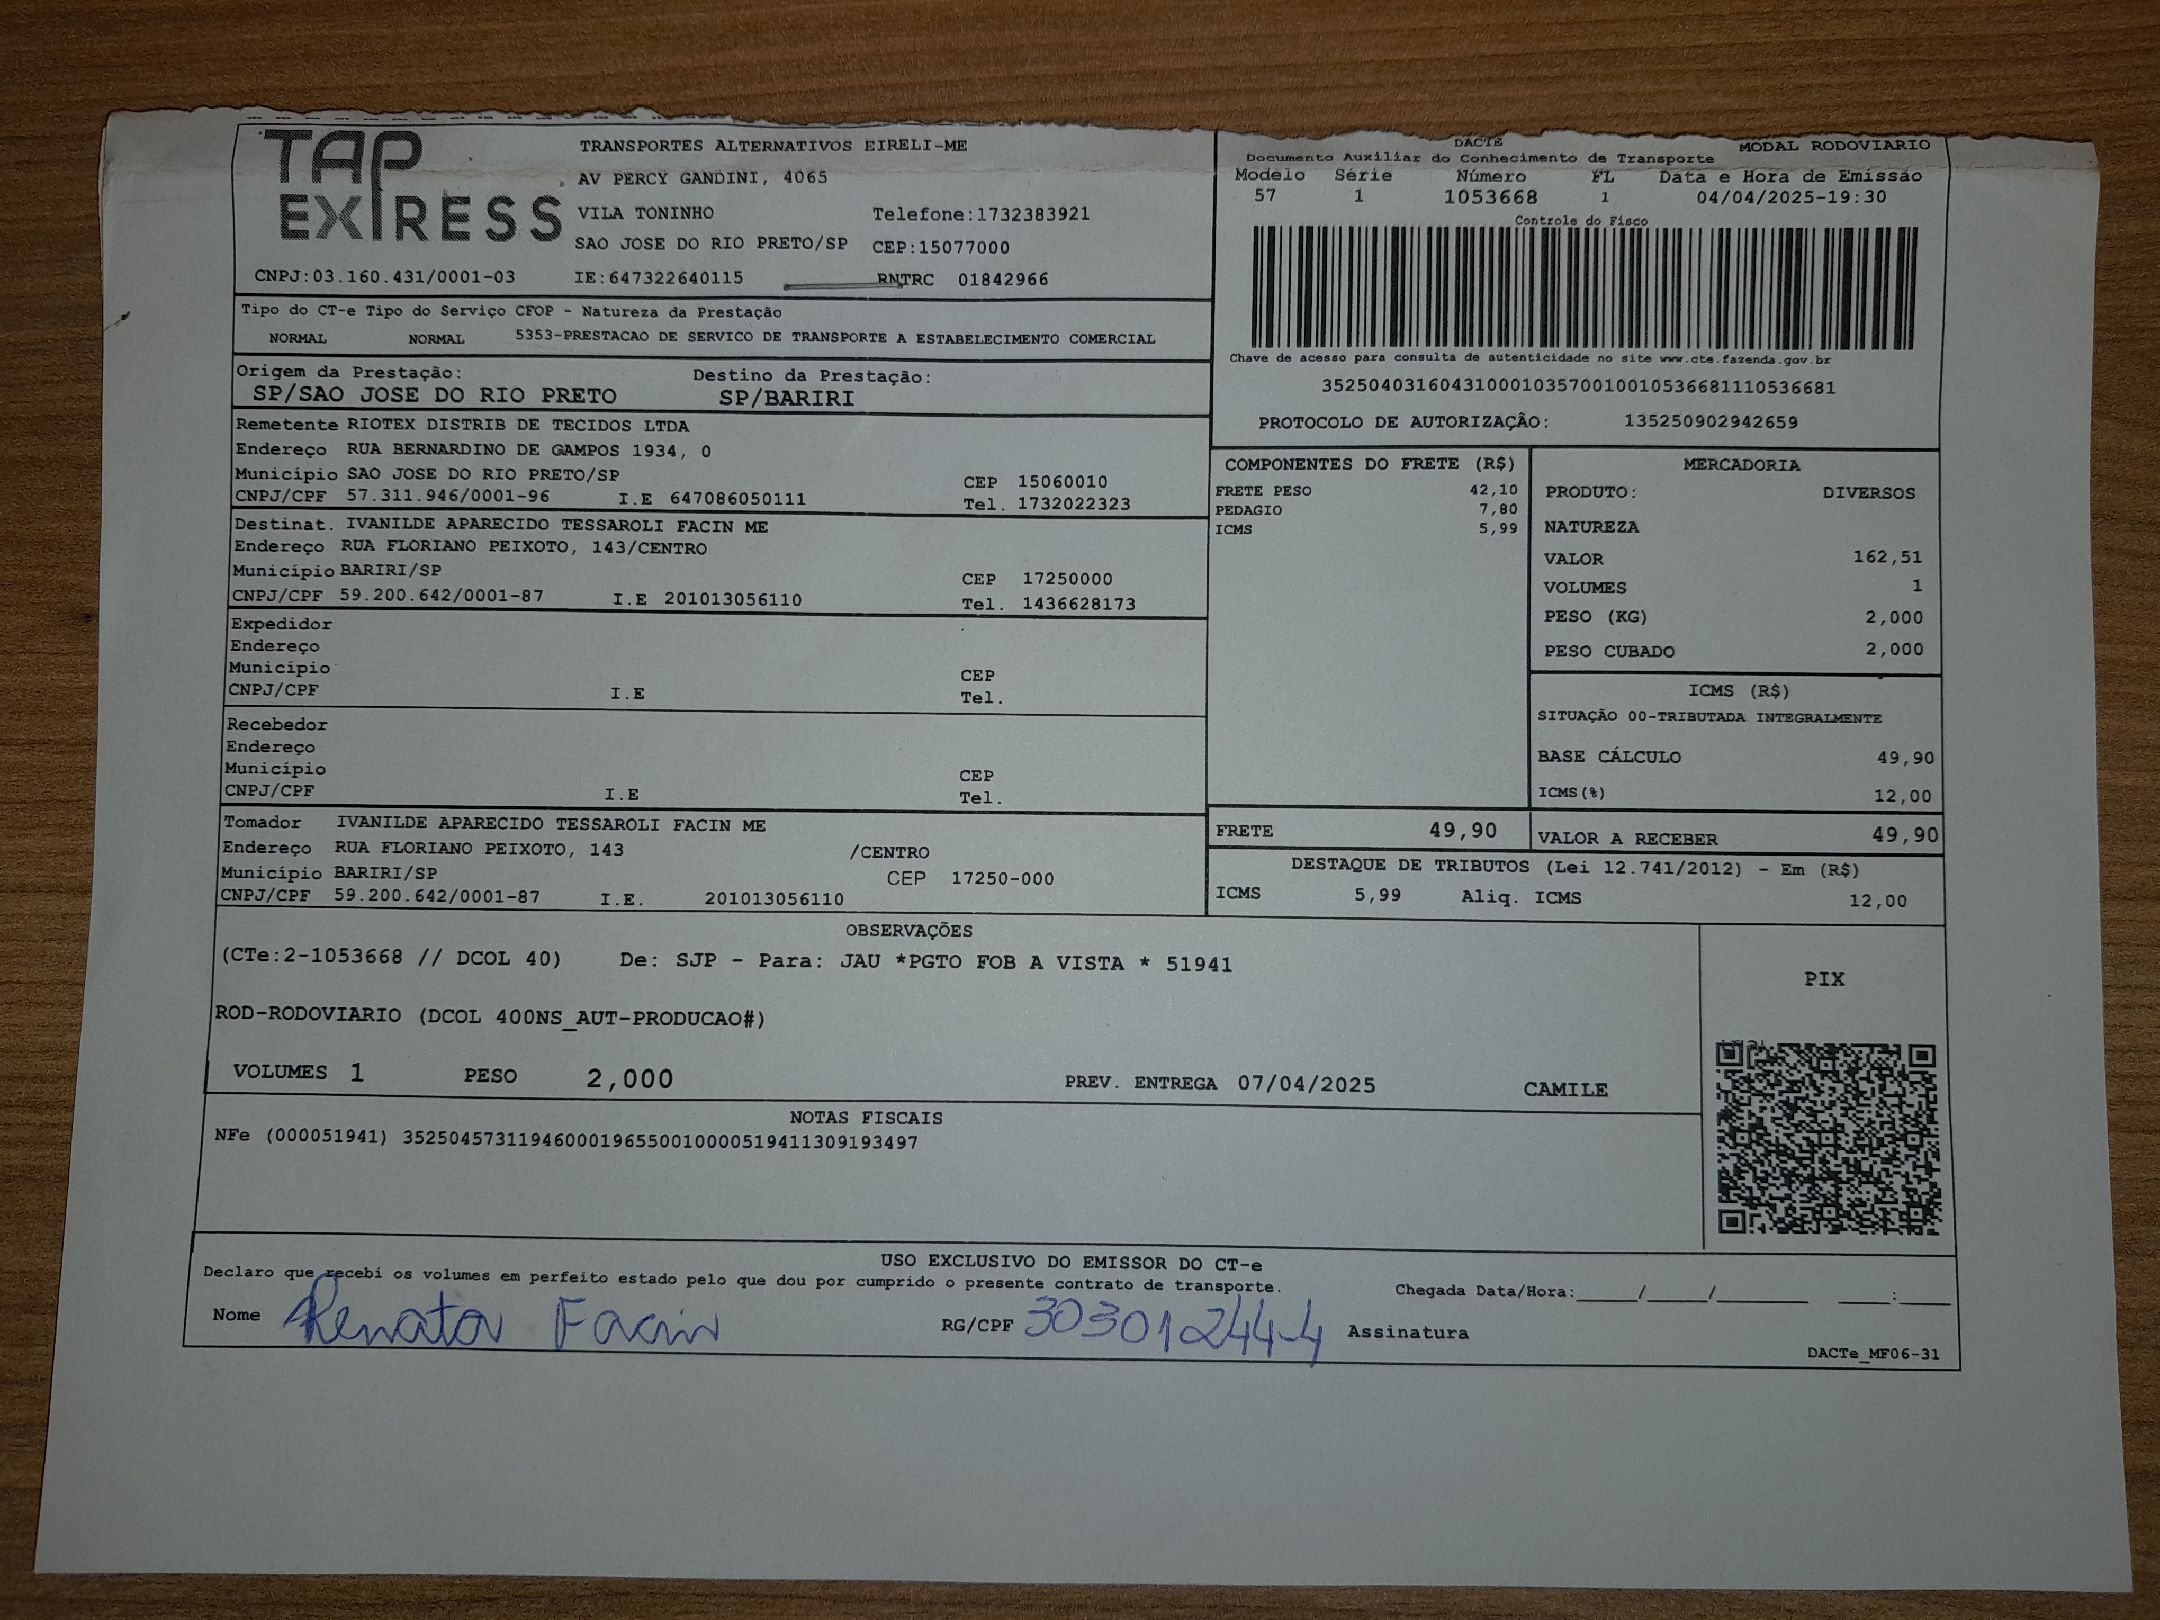 TAP EXPRESS
TRANSPORTES ALTERNATIVOS EIRELI-ME
AV PERCY GANDINI, 4065
VILA TONINHO Telefone:1732383921
SAO JOSE DO RIO PRETO/SP CEP:15077000
CNPJ:03.160.431/0001-03 IE:647322640115 RNTRC 01842966
DACTE MODAL RODOVIARIO
Documento Auxiliar do Conhecimento de Transporte
Modelo Série Número FL Data e Hora de Emissão
57 1 1053668 1 04/04/2025-19:30
Controle do Fisco
Chave de acesso para consulta de autenticidade no site www.cte.fazenda.gov.br
35250403160431000103570010010536681110536681
PROTOCOLO DE AUTORIZAÇÃO: 135250902942659
Tipo do CT-e Tipo do Serviço CFOP - Natureza da Prestação
NORMAL NORMAL 5353-PRESTACAO DE SERVICO DE TRANSPORTE A ESTABELECIMENTO COMERCIAL
Origem da Prestação: Destino da Prestação:
SP/SAO JOSE DO RIO PRETO SP/BARIRI
Remetente RIOTEX DISTRIB DE TECIDOS LTDA
Endereço RUA BERNARDINO DE GAMPOS 1934, 0
Município SAO JOSE DO RIO PRETO/SP CEP 15060010
CNPJ/CPF 57.311.946/0001-96 I.E 647086050111 Tel. 1732022323
Destinat. IVANILDE APARECIDO TESSAROLI FACIN ME
Endereço RUA FLORIANO PEIXOTO, 143/CENTRO
Município BARIRI/SP CEP 17250000
CNPJ/CPF 59.200.642/0001-87 I.E 201013056110 Tel. 1436628173
Expedidor
Endereço
Município CEP
CNPJ/CPF I.E Tel.
Recebedor
Endereço
Município CEP
CNPJ/CPF I.E Tel.
Tomador IVANILDE APARECIDO TESSAROLI FACIN ME
Endereço RUA FLORIANO PEIXOTO, 143 /CENTRO
Município BARIRI/SP CEP 17250-000
CNPJ/CPF 59.200.642/0001-87 I.E. 201013056110
COMPONENTES DO FRETE (R$)
FRETE PESO 42,10
PEDAGIO 7,80
ICMS 5,99
MERCADORIA
PRODUTO: DIVERSOS
NATUREZA
VALOR 162,51
VOLUMES 1
PESO (KG) 2,000
PESO CUBADO 2,000
ICMS (R$)
SITUAÇÃO 00-TRIBUTADA INTEGRALMENTE
BASE CÁLCULO 49,90
ICMS(%) 12,00
FRETE 49,90 VALOR A RECEBER 49,90
DESTAQUE DE TRIBUTOS (Lei 12.741/2012) - Em (R$)
ICMS 5,99 Aliq. ICMS 12,00
OBSERVAÇÕES
(CTe:2-1053668 // DCOL 40) De: SJP - Para: JAU *PGTO FOB A VISTA * 51941
ROD-RODOVIARIO (DCOL 400NS_AUT-PRODUCAO#)
VOLUMES 1 PESO 2,000 PREV. ENTREGA 07/04/2025 CAMILE
PIX
NOTAS FISCAIS
NFe (000051941) 35250457311946000196550010000519411309193497
USO EXCLUSIVO DO EMISSOR DO CT-e
Declaro que recebi os volumes em perfeito estado pelo que dou por cumprido o presente contrato de transporte. Chegada Data/Hora:_____/_____/_______ ____:____
Nome Renata Facin RG/CPF 30301244-4 Assinatura
DACTe_MF06-31